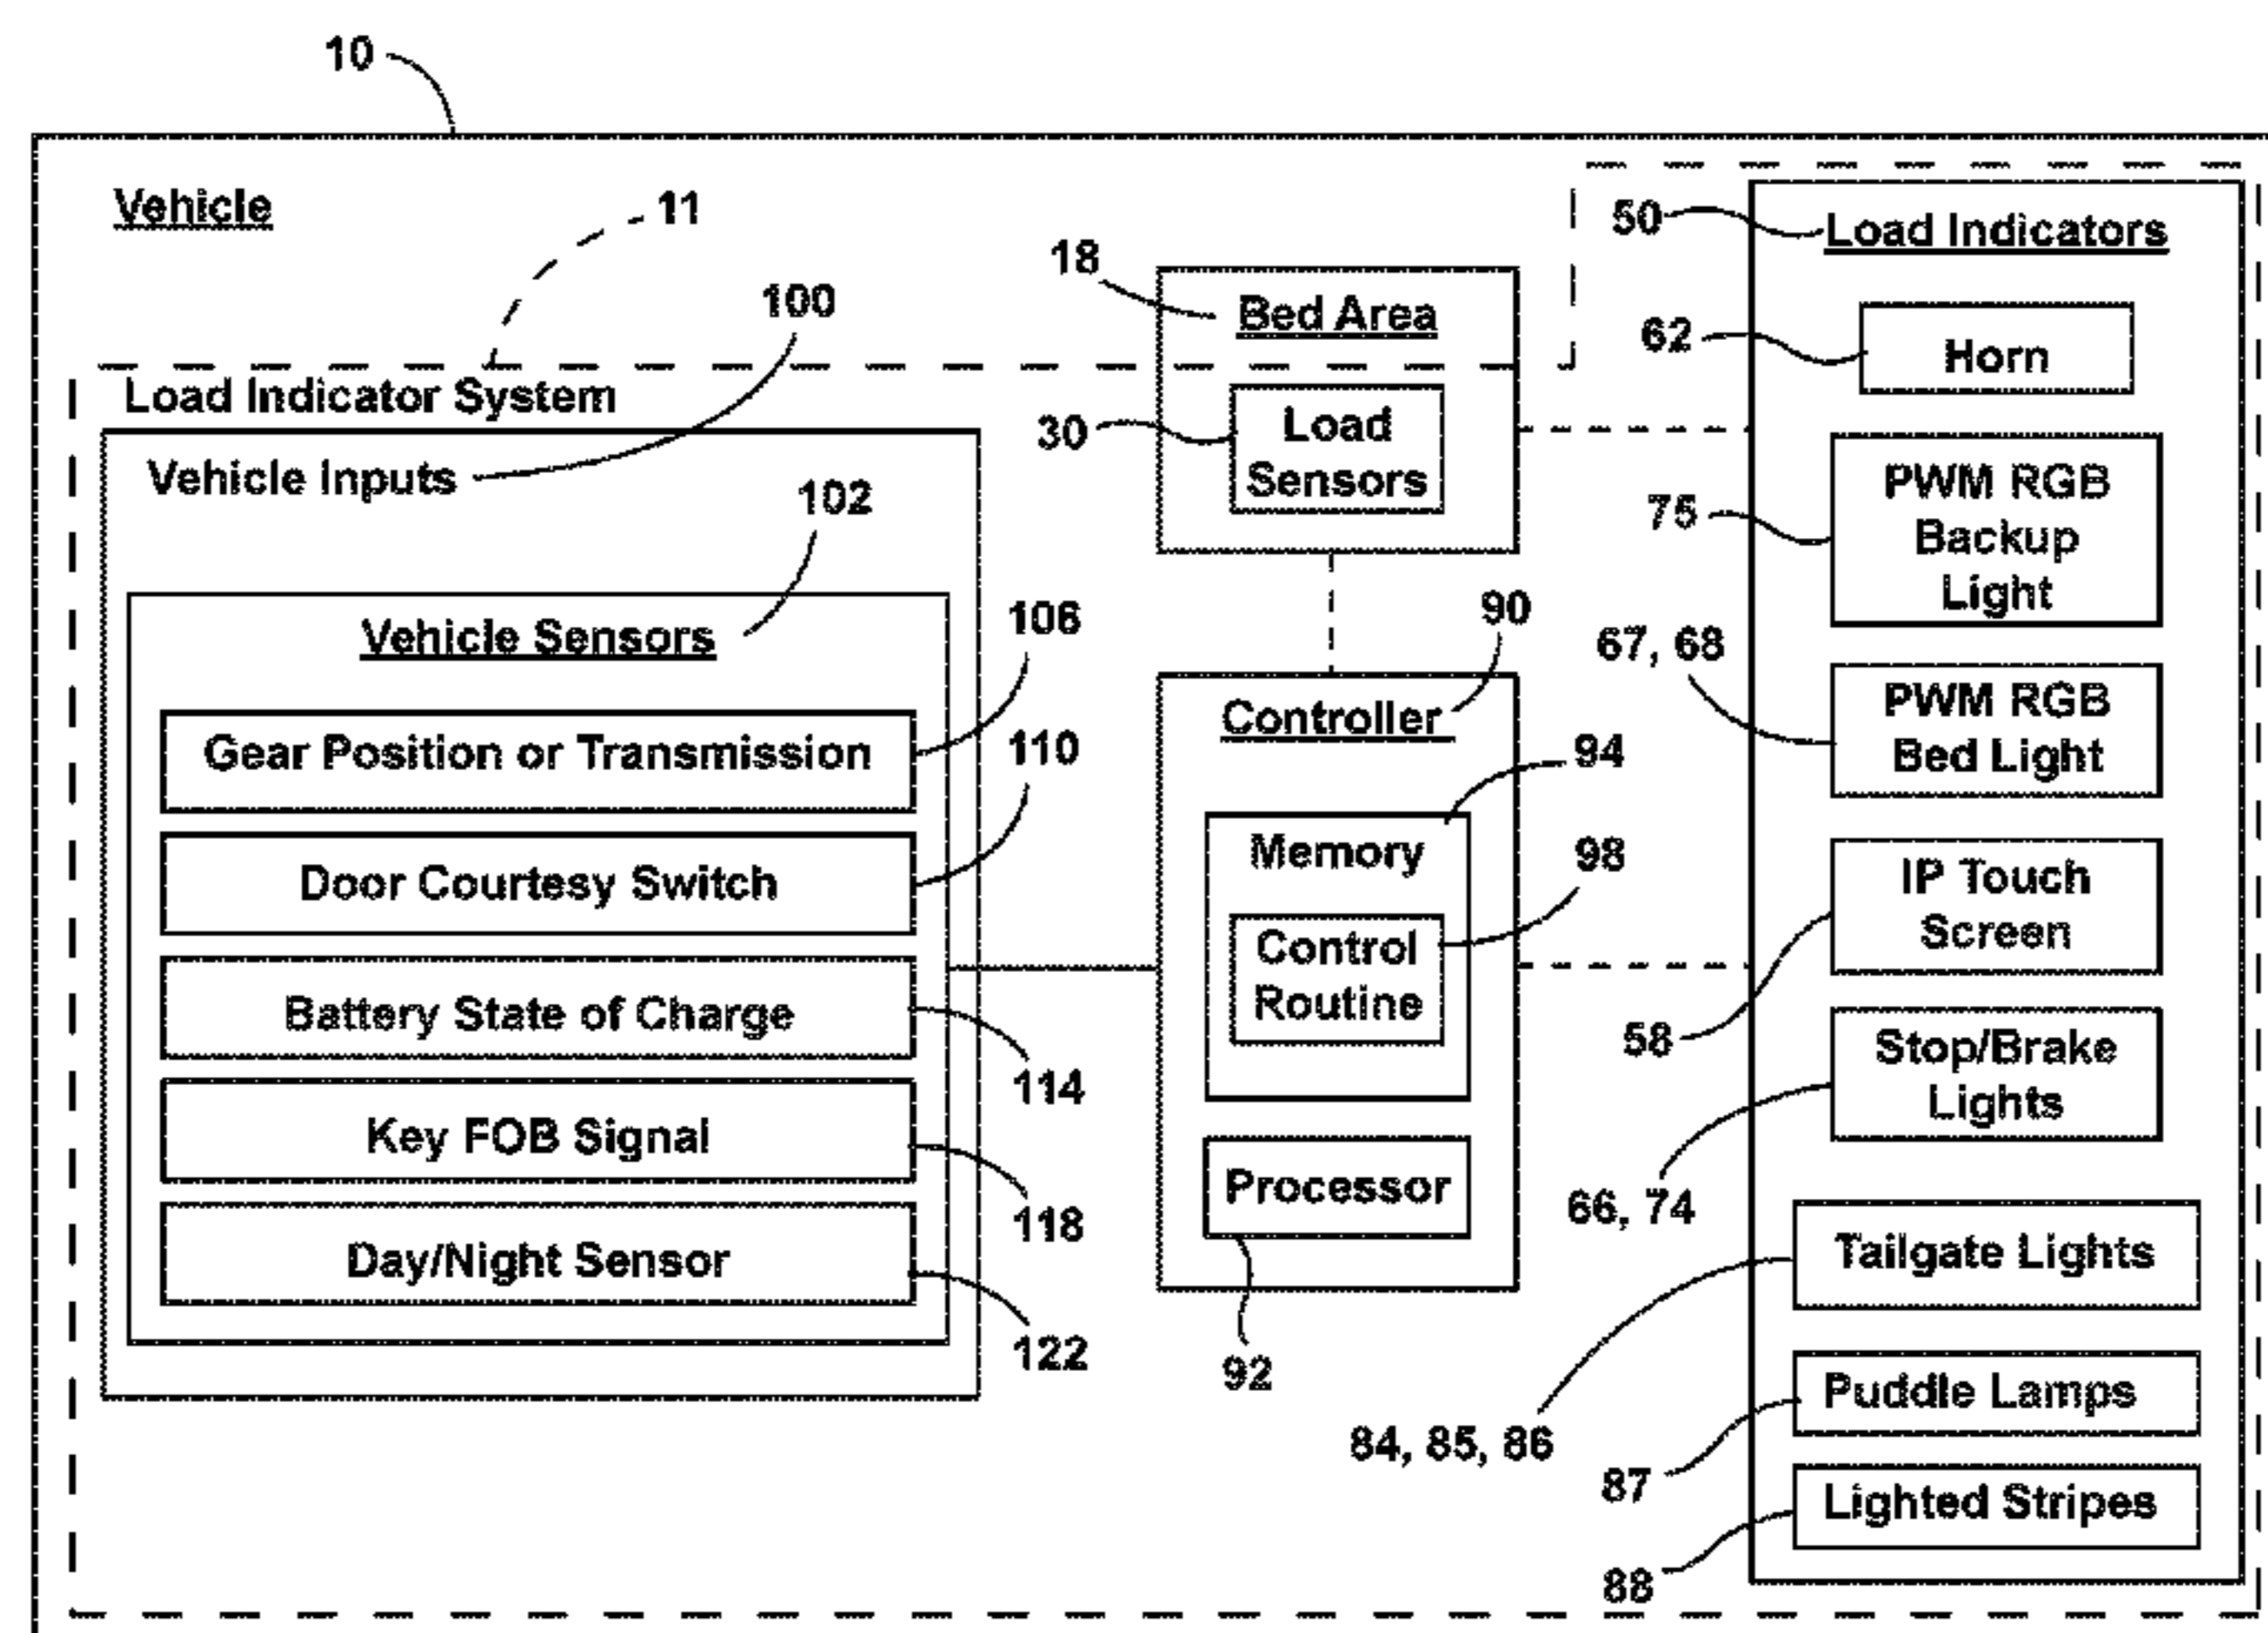 10
Vehicle
11
100
Load Indicator System
Vehicle Inputs
102
Vehicle Sensors
106
Gear Position or Transmission
110
Door Courtesy Switch
Battery State of Charge
114
Key FOB Signal
118
Day/Night Sensor
122
18
Bed Area
30
Load
Sensors
90
Controller
94
Memory
98
Control
Routine
Processor
92
50
Load Indicators
62
Horn
75
PWM RGB
Backup
Light
67, 68
PWM RGB
Bed Light
IP Touch
Screen
58
Stop/Brake
Lights
66, 74
Tailgate Lights
84, 85, 86
Puddle Lamps
87
Lighted Stripes
88